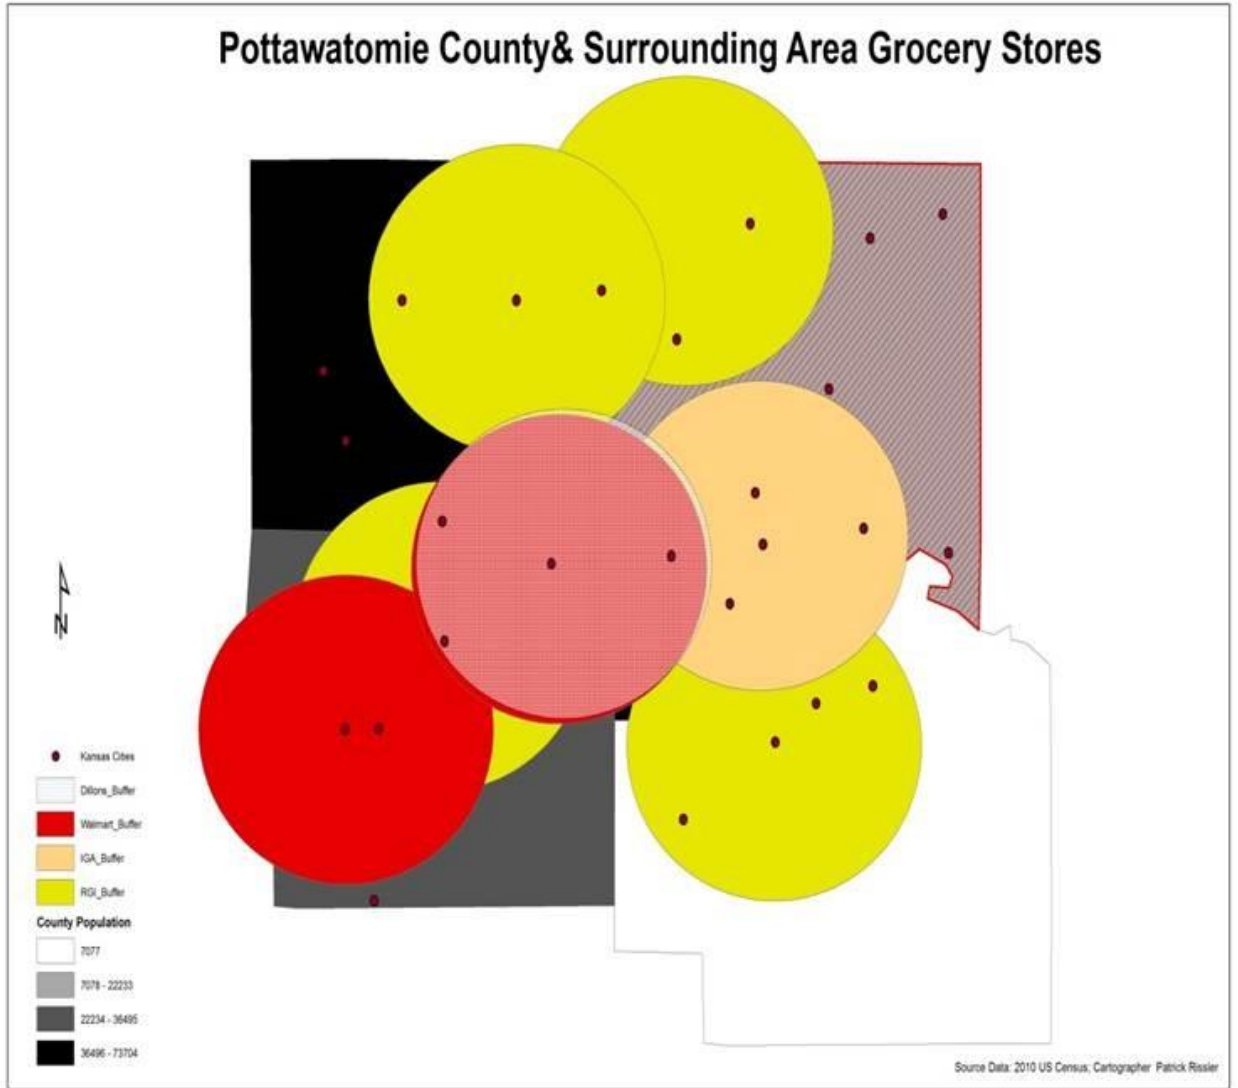 Pottawatomie County& Surrounding Area Grocery Stores
N
Kansas Cities
Dillons_Buffer
Walmart_Buffer
IGA_Buffer
RGI_Buffer
County Population
7077
7078 - 22233
22234 - 36495
36496 - 73704
Source Data: 2010 US Census; Cartographer Patrick Rissler